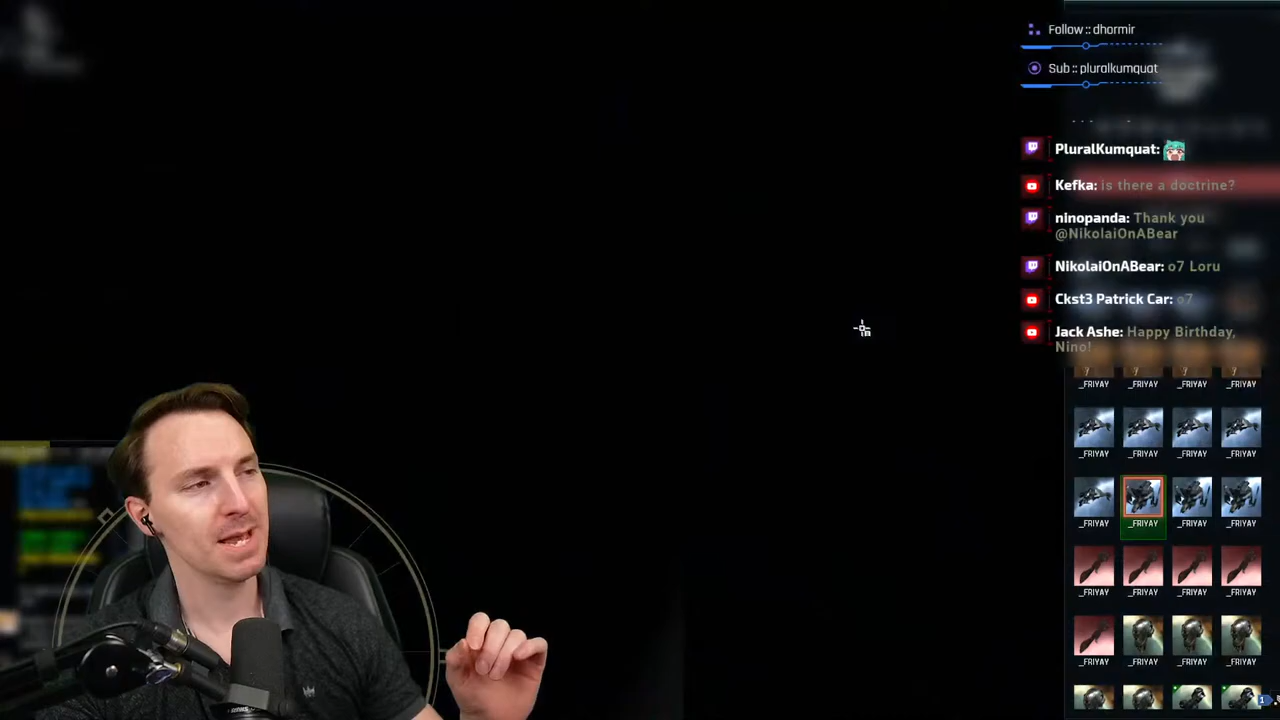 Follow :: dhormir
Sub :: pluralkumquat
PluralKumquat:
Kefka: is there a doctrine?
ninopanda: Thank you
@NikolaiOnABear
NikolaiOnABear: o7 Loru
Ckst3 Patrick Car: o7
Jack Ashe: Happy Birthday,
Nino!
_FRIYAY _FRIYAY _FRIYAY _FRIYAY
_FRIYAY _FRIYAY _FRIYAY _FRIYAY
_FRIYAY _FRIYAY _FRIYAY _FRIYAY
_FRIYAY _FRIYAY _FRIYAY _FRIYAY
_FRIYAY _FRIYAY _FRIYAY _FRIYAY
1